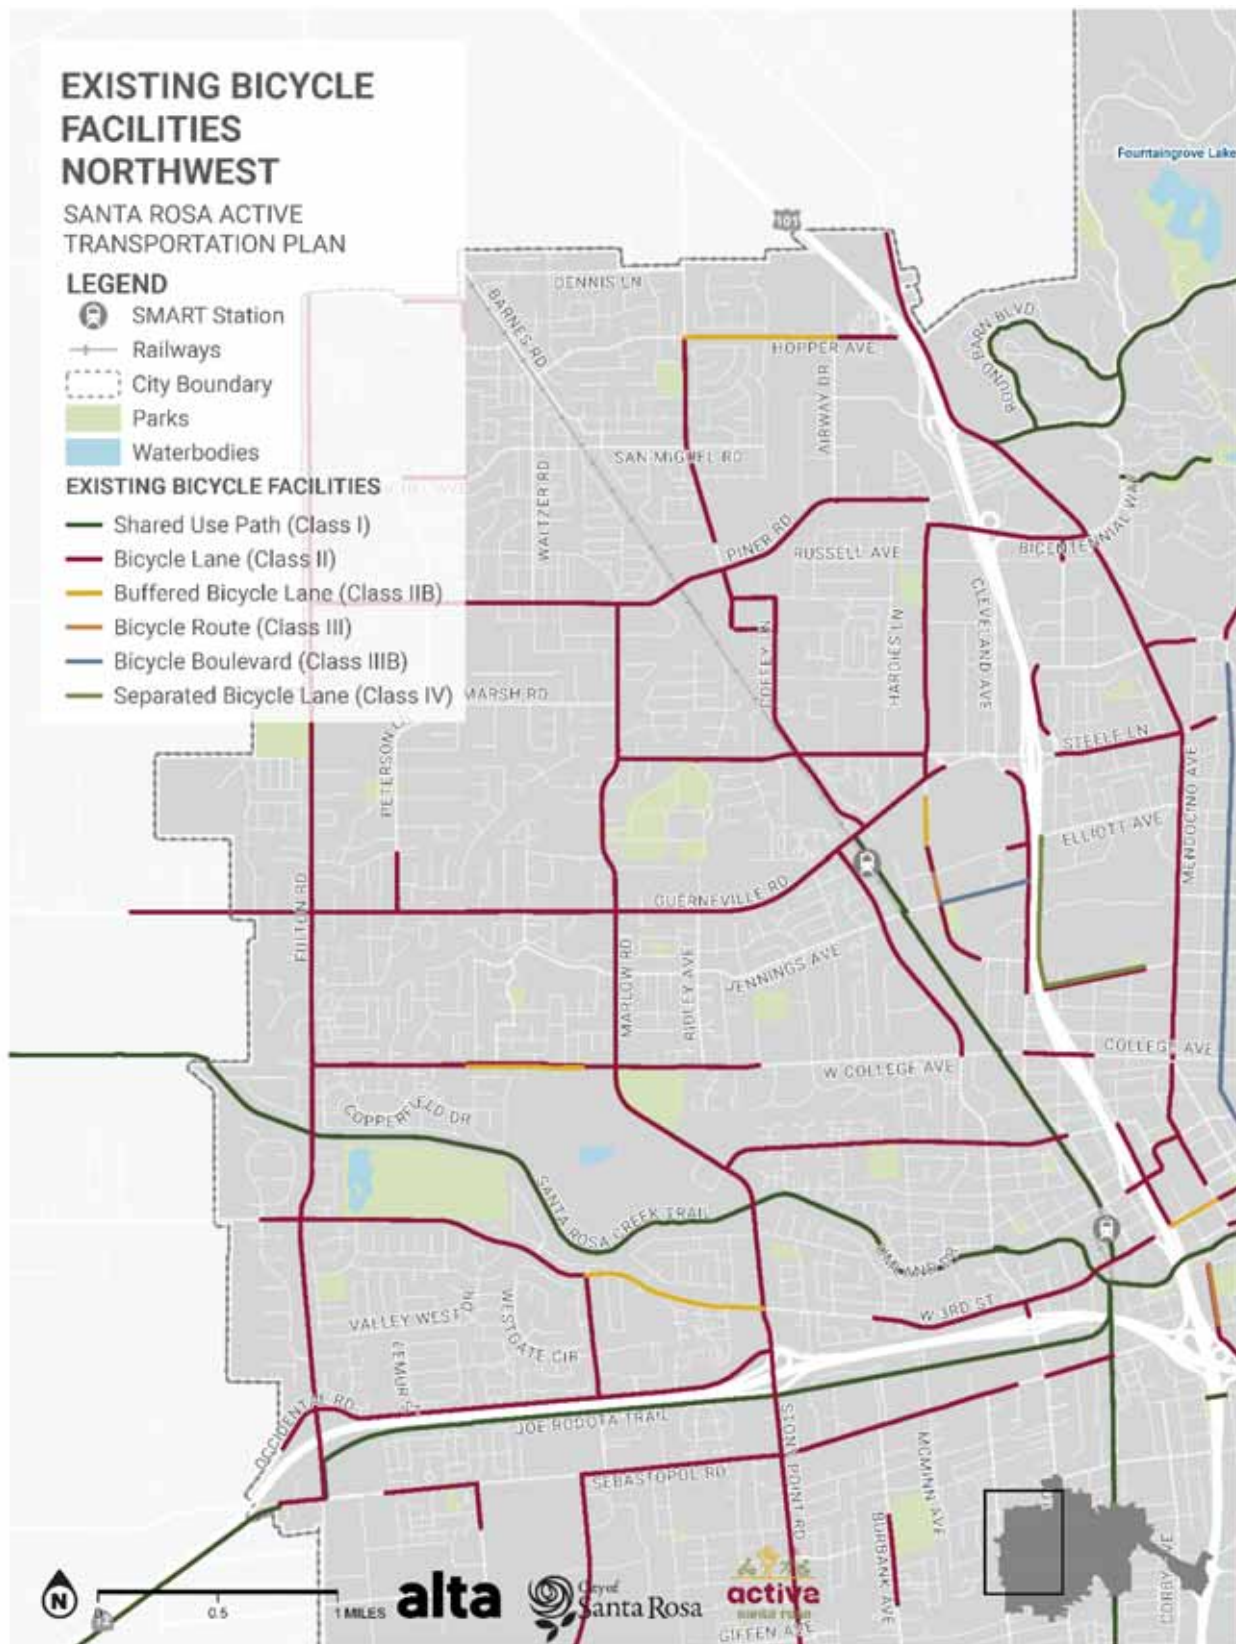 EXISTING BICYCLE
FACILITIES
NORTHWEST
SANTA ROSA ACTIVE
TRANSPORTATION PLAN
LEGEND
SMART Station
Railways
City Boundary
Parks
Waterbodies
EXISTING BICYCLE FACILITIES
Shared Use Path (Class I)
Bicycle Lane (Class II)
Buffered Bicycle Lane (Class IIB)
Bicycle Route (Class III)
Bicycle Boulevard (Class IIIB)
Separated Bicycle Lane (Class IV)
Fountaingrove Lake
101
DENNIS LN
BARNES RD
HOPPER AVE
ROUND BARN BLVD
AIRWAY DR
SAN MIGUEL RD
WALTZER RD
PINER RD
RUSSELL AVE
BICENTENNIAL WAY
CLEVELAND AVE
HARDIES LN
COFFEY LN
MARSH RD
PETERSON L
STEELE LN
MENDOCINO AVE
ELLIOTT AVE
GUERNEVILLE RD
FULTON RD
MARLOW RD
RIDLEY AVE
JENNINGS AVE
COLLEGE AVE
W COLLEGE AVE
COPPERFIELD DR
SANTA ROSA CREEK TRAIL
W 3RD ST
VALLEY WEST RD
WESTGATE CIR
LEMUR ST
OCCIDENTAL RD
JOE RODOTA TRAIL
SEBASTOPOL RD
STONY POINT RD
MCMINN AVE
BURBANK AVE
CORBY AVE
GIFFEN AVE
N
0 0.5 1 MILES
alta
City of
Santa Rosa
active
santa rosa